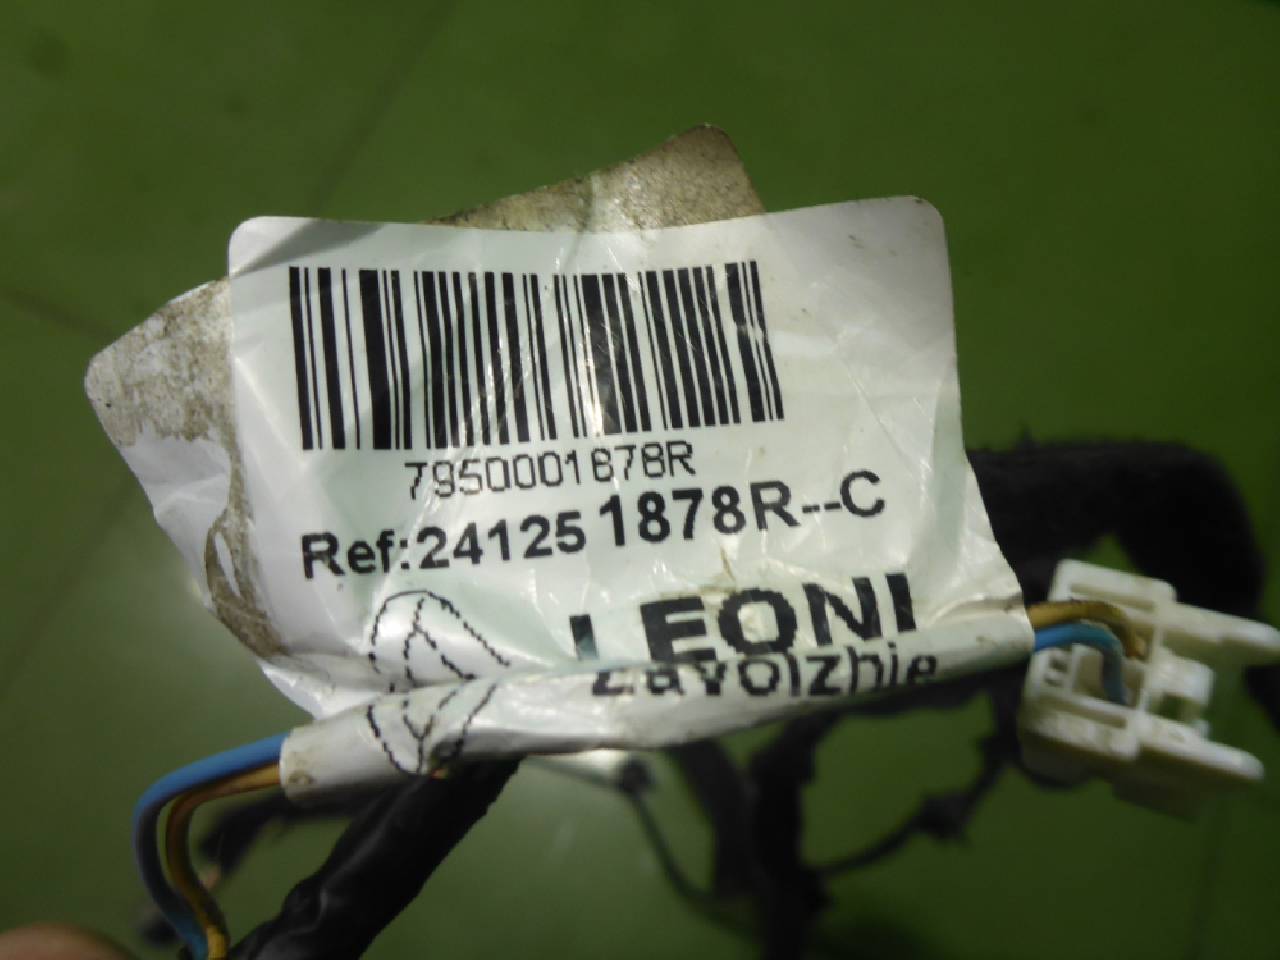 7950001878R
Ref:241251878R--C
LEONI
Zavolzhie